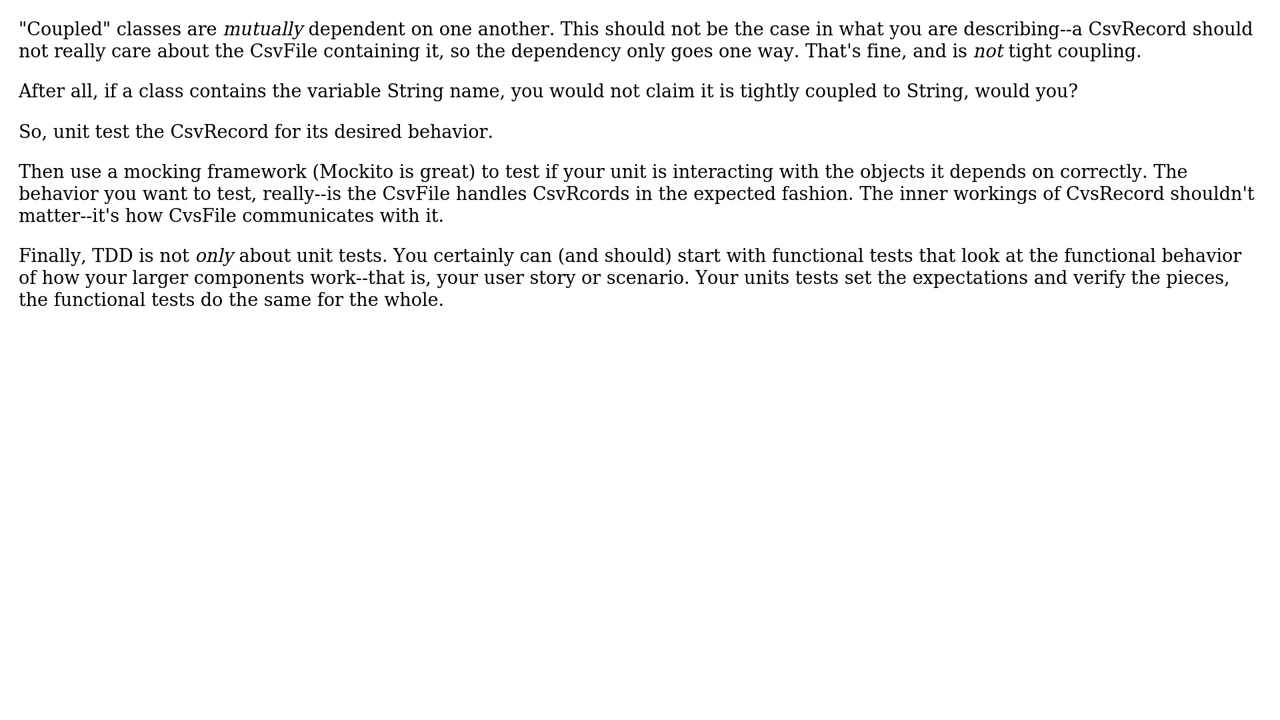 "Coupled" classes are mutually dependent on one another. This should not be the case in what you are describing--a CsvRecord should
not really care about the CsvFile containing it, so the dependency only goes one way. That's fine, and is not tight coupling.
After all, if a class contains the variable String name, you would not claim it is tightly coupled to String, would you?
So, unit test the CsvRecord for its desired behavior.
Then use a mocking framework (Mockito is great) to test if your unit is interacting with the objects it depends on correctly. The
behavior you want to test, really--is the CsvFile handles CsvRcords in the expected fashion. The inner workings of CvsRecord shouldn't
matter--it's how CvsFile communicates with it.
Finally, TDD is not only about unit tests. You certainly can (and should) start with functional tests that look at the functional behavior
of how your larger components work--that is, your user story or scenario. Your units tests set the expectations and verify the pieces,
the functional tests do the same for the whole.